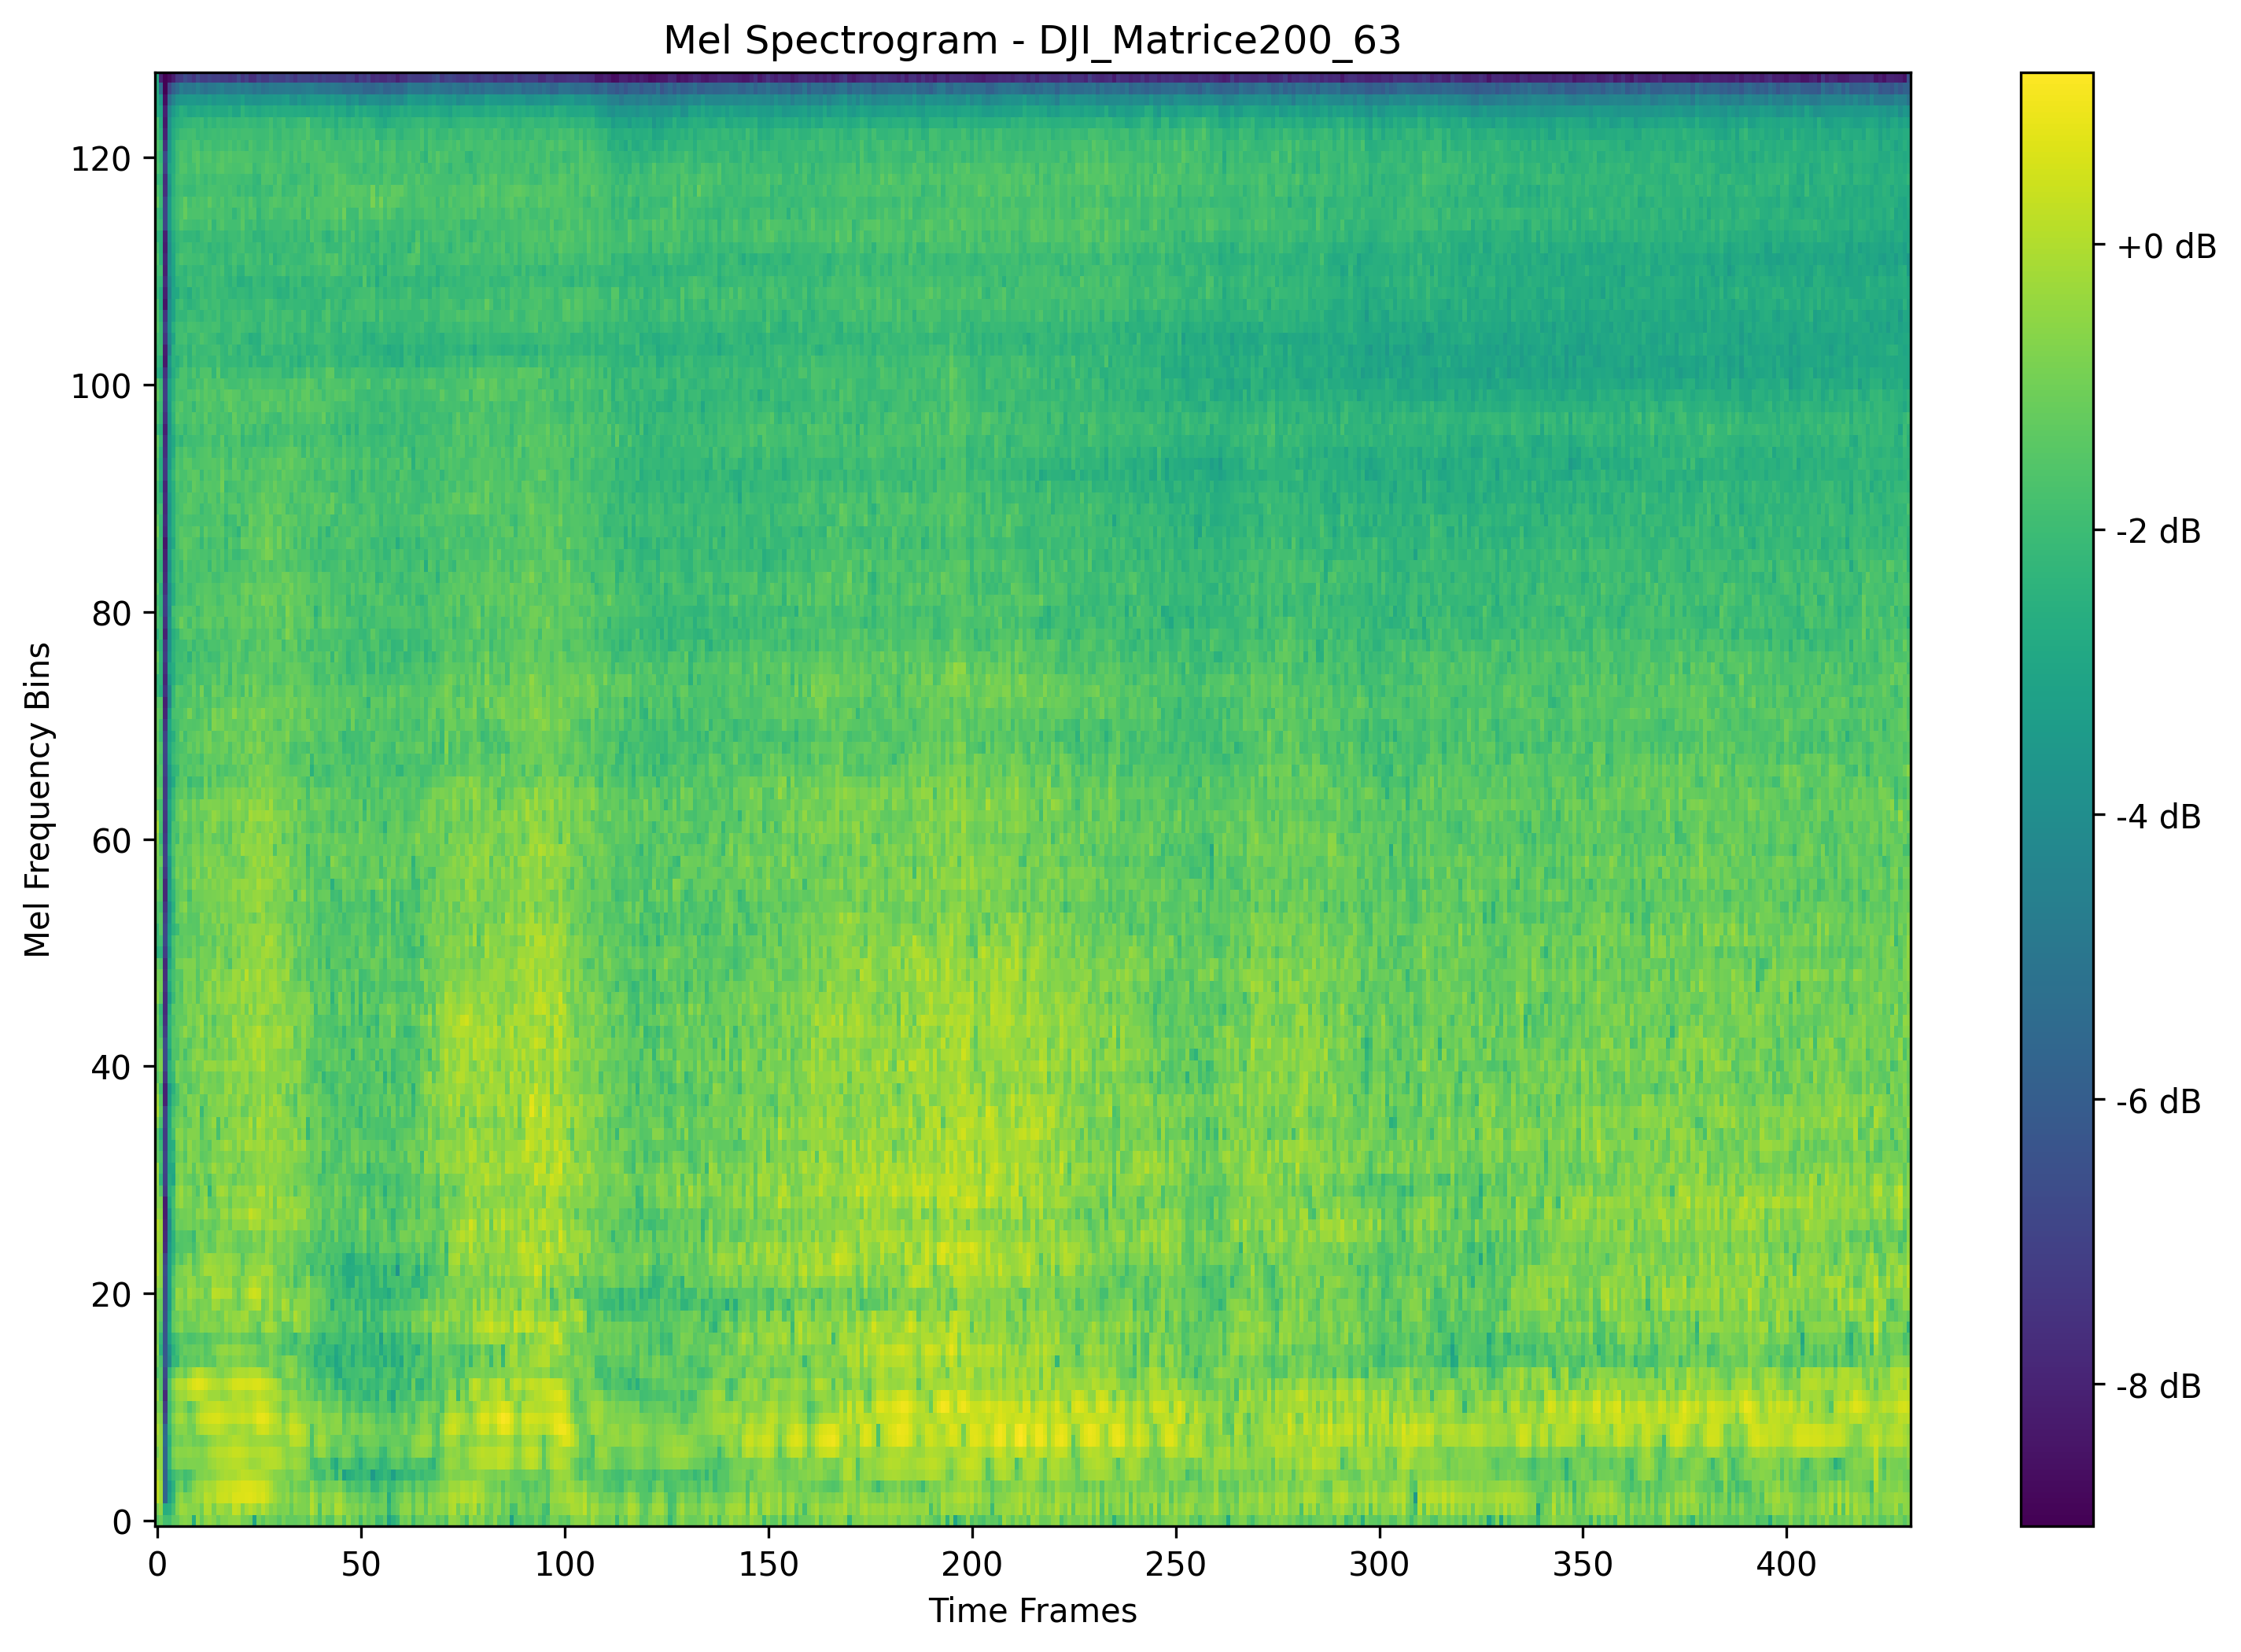 Mel Spectrogram - DJI_Matrice200_63
Mel Frequency Bins
120
100
80
60
40
20
0
0 50 100 150 200 250 300 350 400
Time Frames
+0 dB
-2 dB
-4 dB
-6 dB
-8 dB